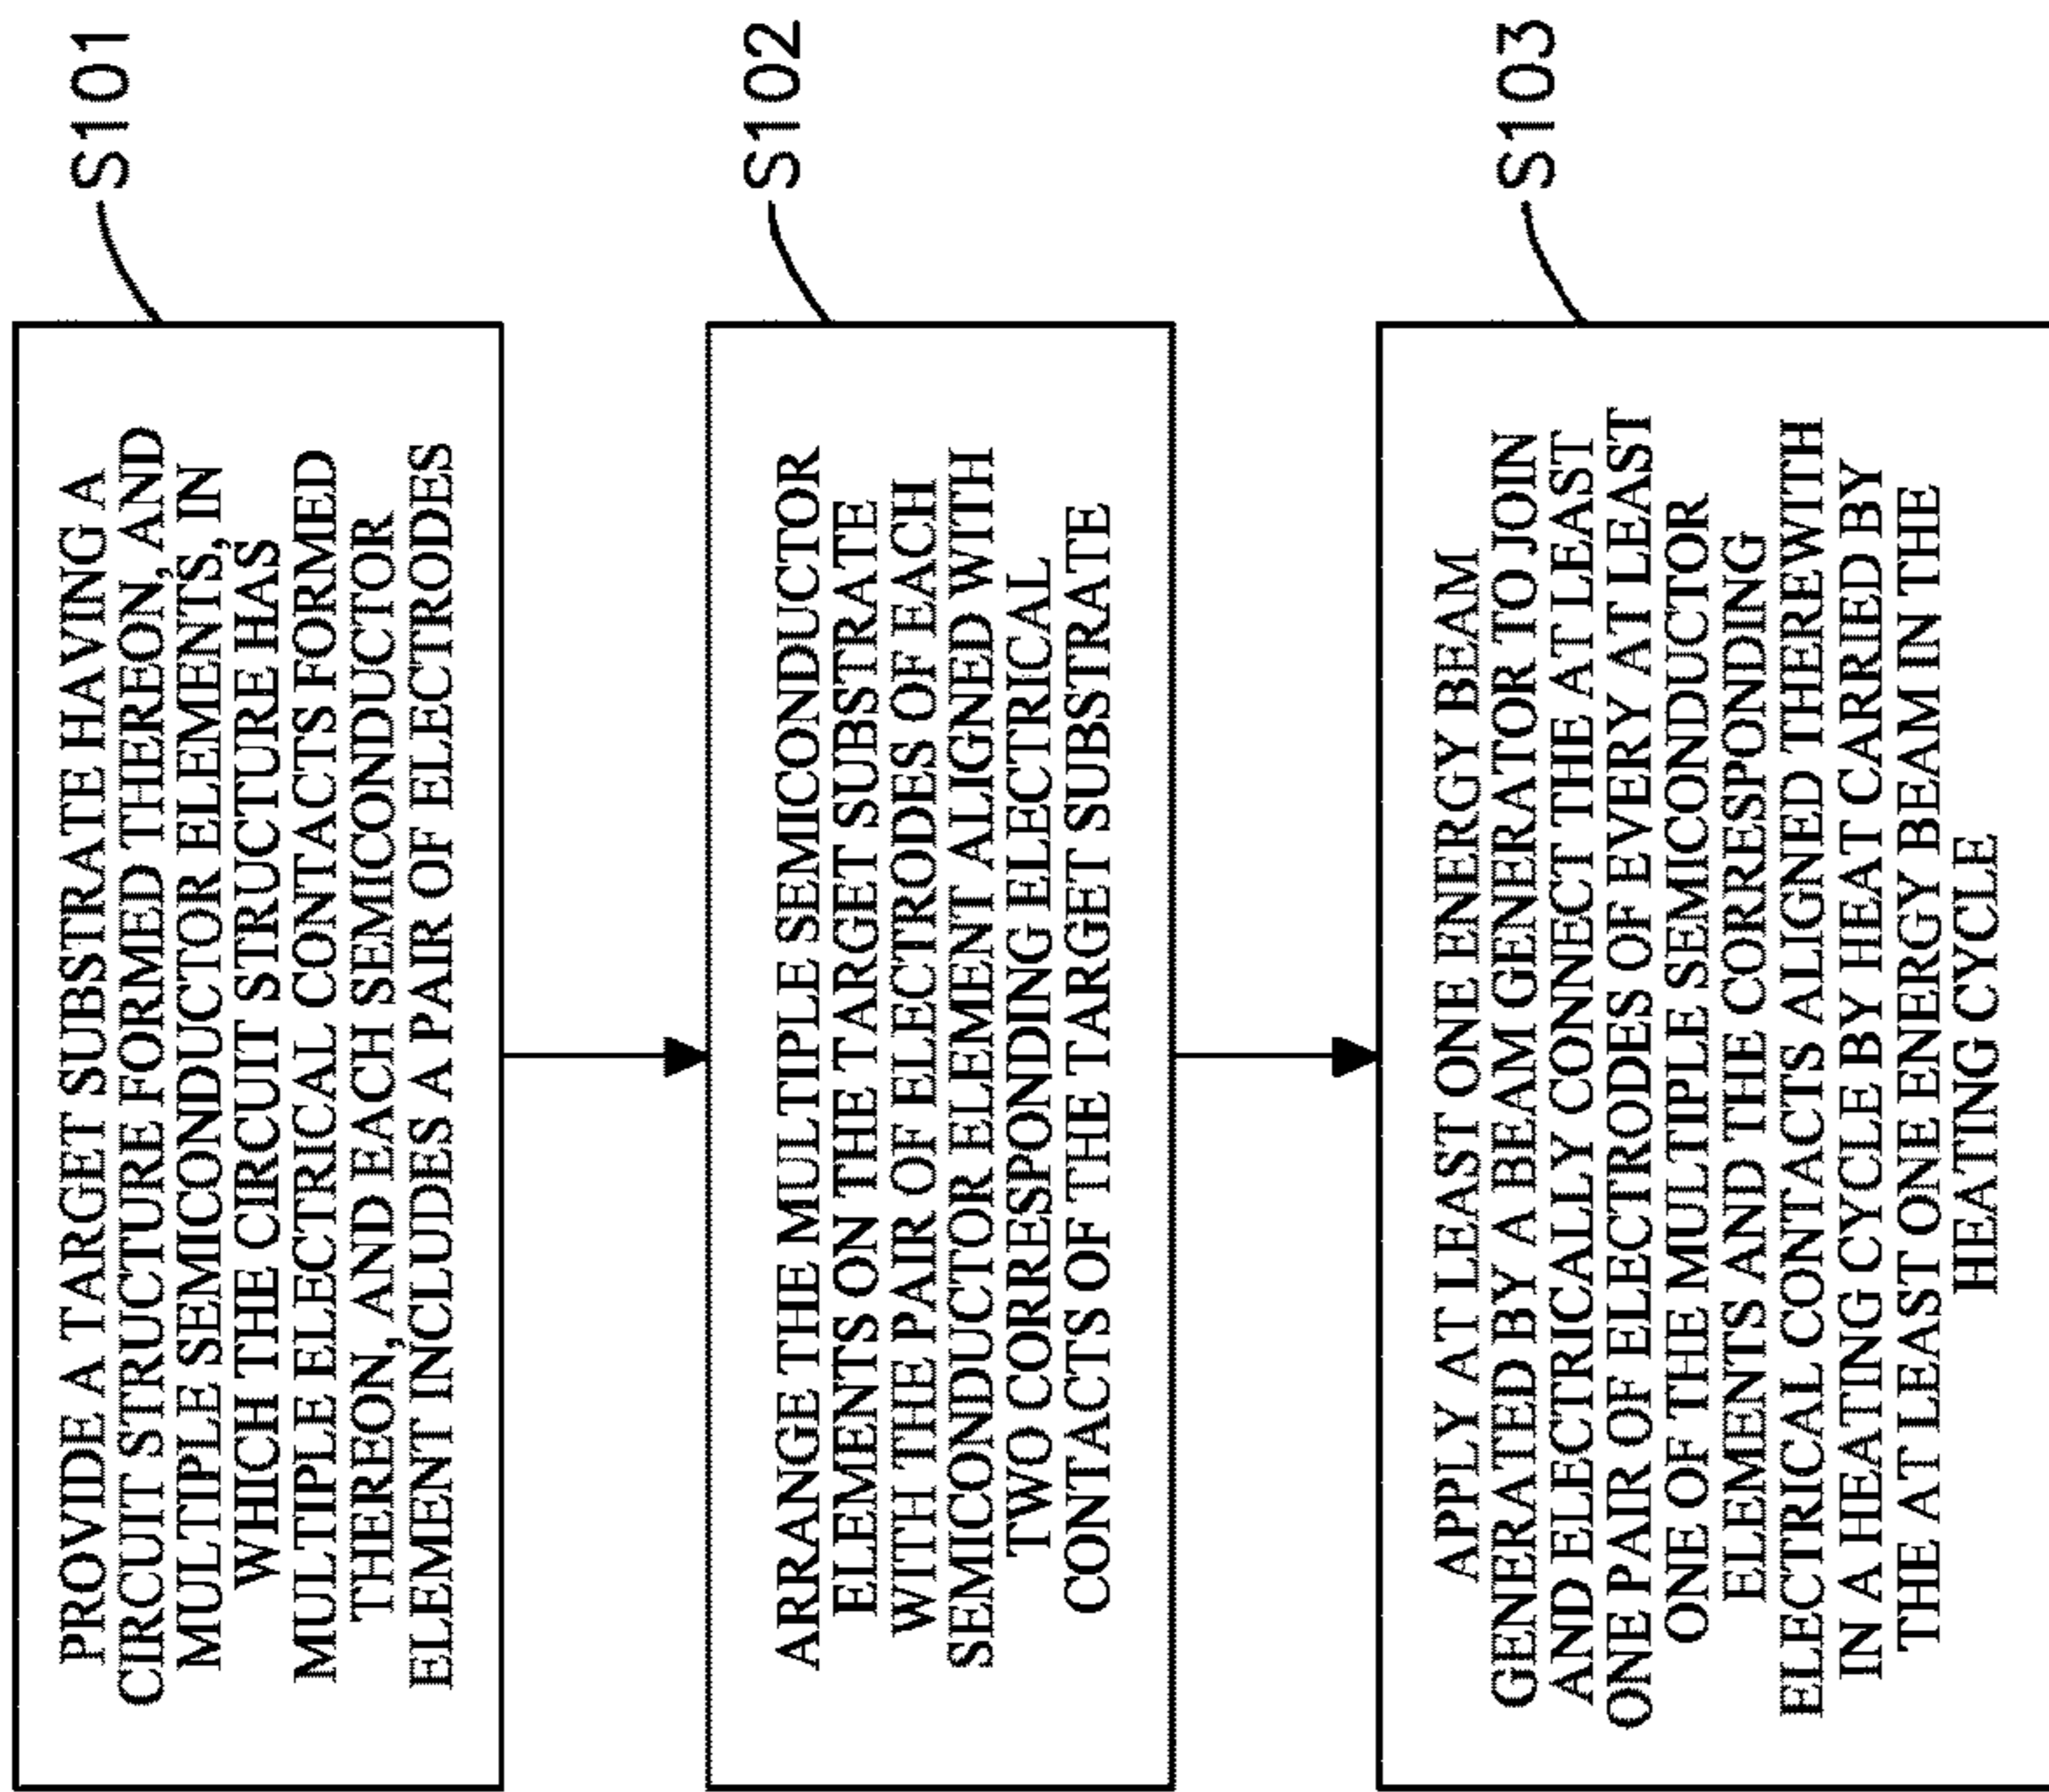 PROVIDE A TARGET SUBSTRATE HAVING A
CIRCUIT STRUCTURE FORMED THEREON, AND
MULTIPLE SEMICONDUCTOR ELEMENTS, IN
WHICH THE CIRCUIT STRUCTURE HAS
MULTIPLE ELECTRICAL CONTACTS FORMED
THEREON, AND EACH SEMICONDUCTOR
ELEMENT INCLUDES A PAIR OF ELECTRODES
S101
ARRANGE THE MULTIPLE SEMICONDUCTOR
ELEMENTS ON THE TARGET SUBSTRATE
WITH THE PAIR OF ELECTRODES OF EACH
SEMICONDUCTOR ELEMENT ALIGNED WITH
TWO CORRESPONDING ELECTRICAL
CONTACTS OF THE TARGET SUBSTRATE
S102
APPLY AT LEAST ONE ENERGY BEAM
GENERATED BY A BEAM GENERATOR TO JOIN
AND ELECTRICALLY CONNECT THE AT LEAST
ONE PAIR OF ELECTRODES OF EVERY AT LEAST
ONE OF THE MULTIPLE SEMICONDUCTOR
ELEMENTS AND THE CORRESPONDING
ELECTRICAL CONTACTS ALIGNED THEREWITH
IN A HEATING CYCLE BY HEAT CARRIED BY
THE AT LEAST ONE ENERGY BEAM IN THE
HEATING CYCLE
S103